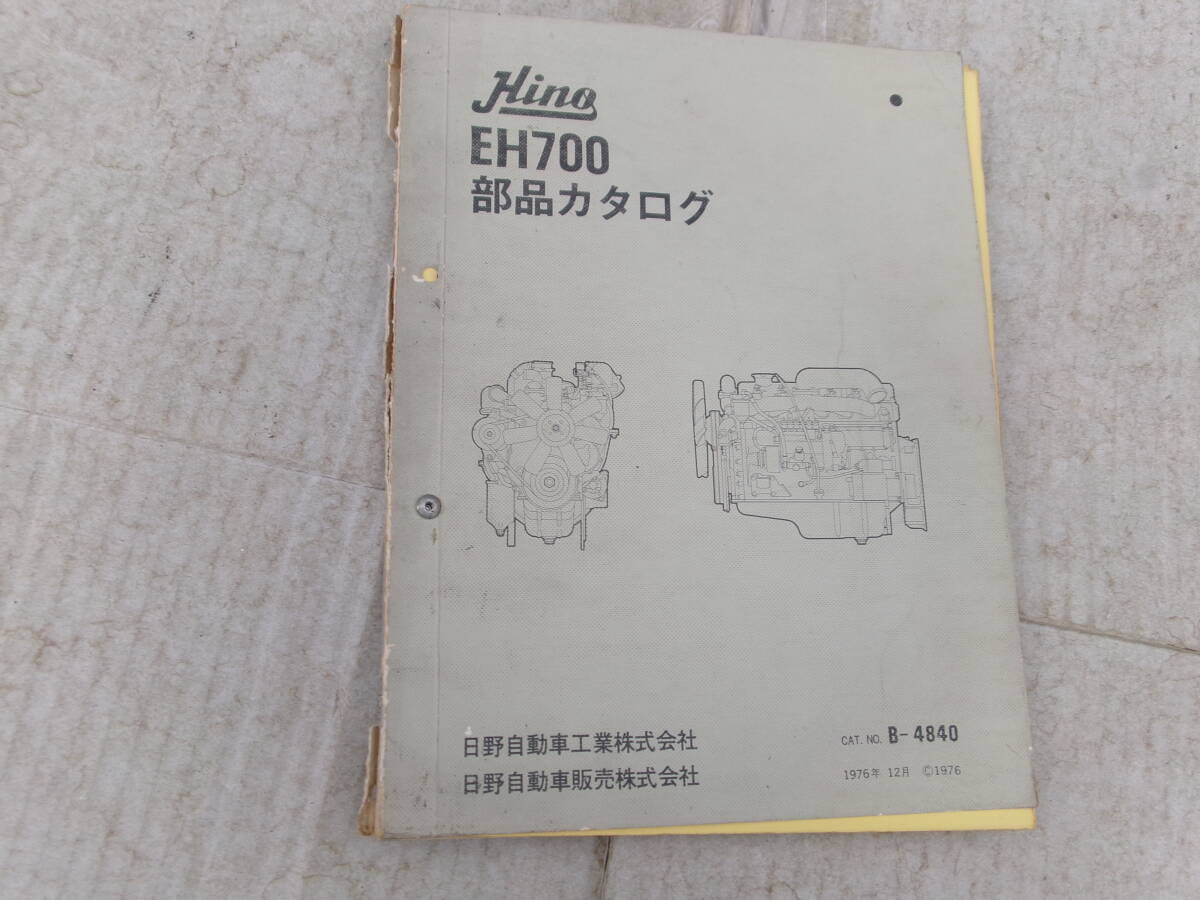 Hino
EH700
部品カタログ
日野自動車工業株式会社
日野自動車販売株式会社
CAT. NO. B-4840
1976年 12月 ©1976